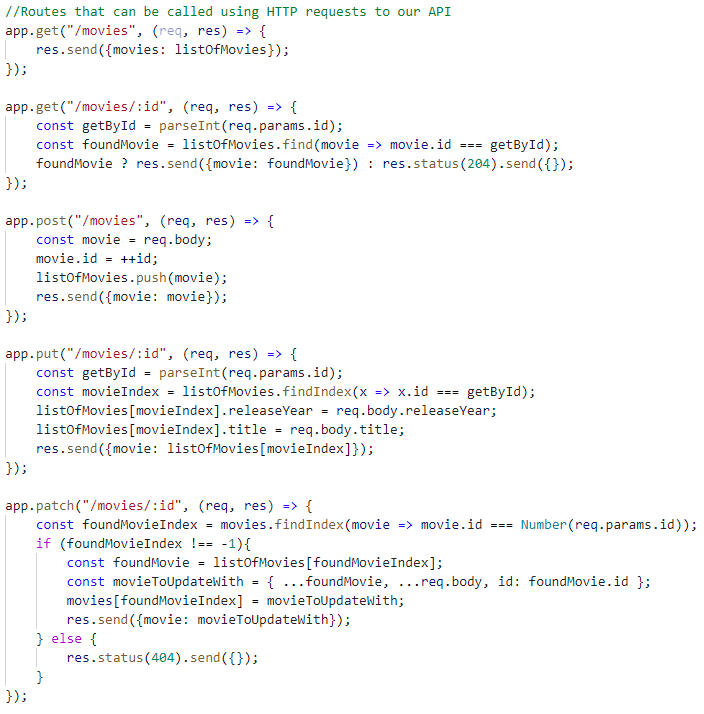 //Routes that can be called using HTTP requests to our API
app.get("/movies", (req, res) => {
    res.send({movies: listOfMovies});
});

app.get("/movies/:id", (req, res) => {
    const getById = parseInt(req.params.id);
    const foundMovie = listOfMovies.find(movie => movie.id === getById);
    foundMovie ? res.send({movie: foundMovie}) : res.status(204).send({});
});

app.post("/movies", (req, res) => {
    const movie = req.body;
    movie.id = ++id;
    listOfMovies.push(movie);
    res.send({movie: movie});
});

app.put("/movies/:id", (req, res) => {
    const getById = parseInt(req.params.id);
    const movieIndex = listOfMovies.findIndex(x => x.id === getById);
    listOfMovies[movieIndex].releaseYear = req.body.releaseYear;
    listOfMovies[movieIndex].title = req.body.title;
    res.send({movie: listOfMovies[movieIndex]});
});

app.patch("/movies/:id", (req, res) => {
    const foundMovieIndex = movies.findIndex(movie => movie.id === Number(req.params.id));
    if (foundMovieIndex !== -1){
        const foundMovie = listOfMovies[foundMovieIndex];
        const movieToUpdateWith = { ...foundMovie, ...req.body, id: foundMovie.id };
        movies[foundMovieIndex] = movieToUpdateWith;
        res.send({movie: movieToUpdateWith});
    } else {
        res.status(404).send({});
    }
});